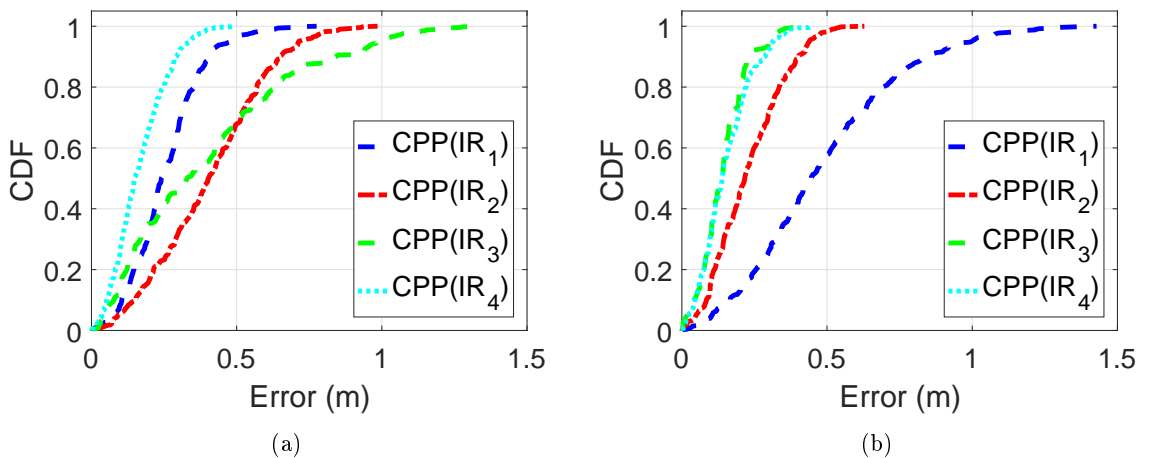 1
0.8
0.6
0.4
0.2
0
CDF
0
0.5
1
1.5
Error (m)
CPP(IR₁)
CPP(IR₂)
CPP(IR₃)
CPP(IR₄)
(a)
1
0.8
0.6
0.4
0.2
0
CDF
0
0.5
1
1.5
Error (m)
CPP(IR₁)
CPP(IR₂)
CPP(IR₃)
CPP(IR₄)
(b)